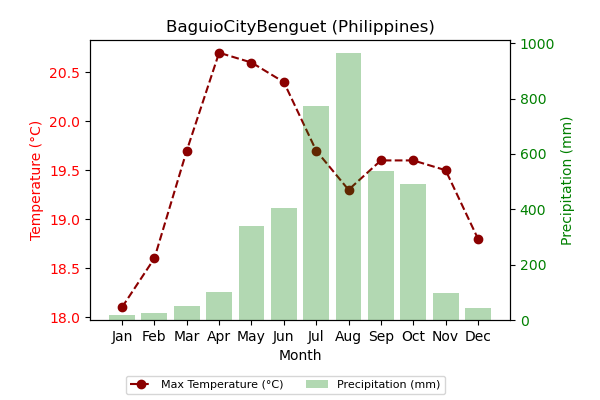 BaguioCityBenguet (Philippines)
Temperature (°C)
20.5
20.0
19.5
19.0
18.5
18.0
1000
800
600
400
200
0
Precipitation (mm)
Jan Feb Mar Apr May Jun Jul Aug Sep Oct Nov Dec
Month
Max Temperature (°C) Precipitation (mm)